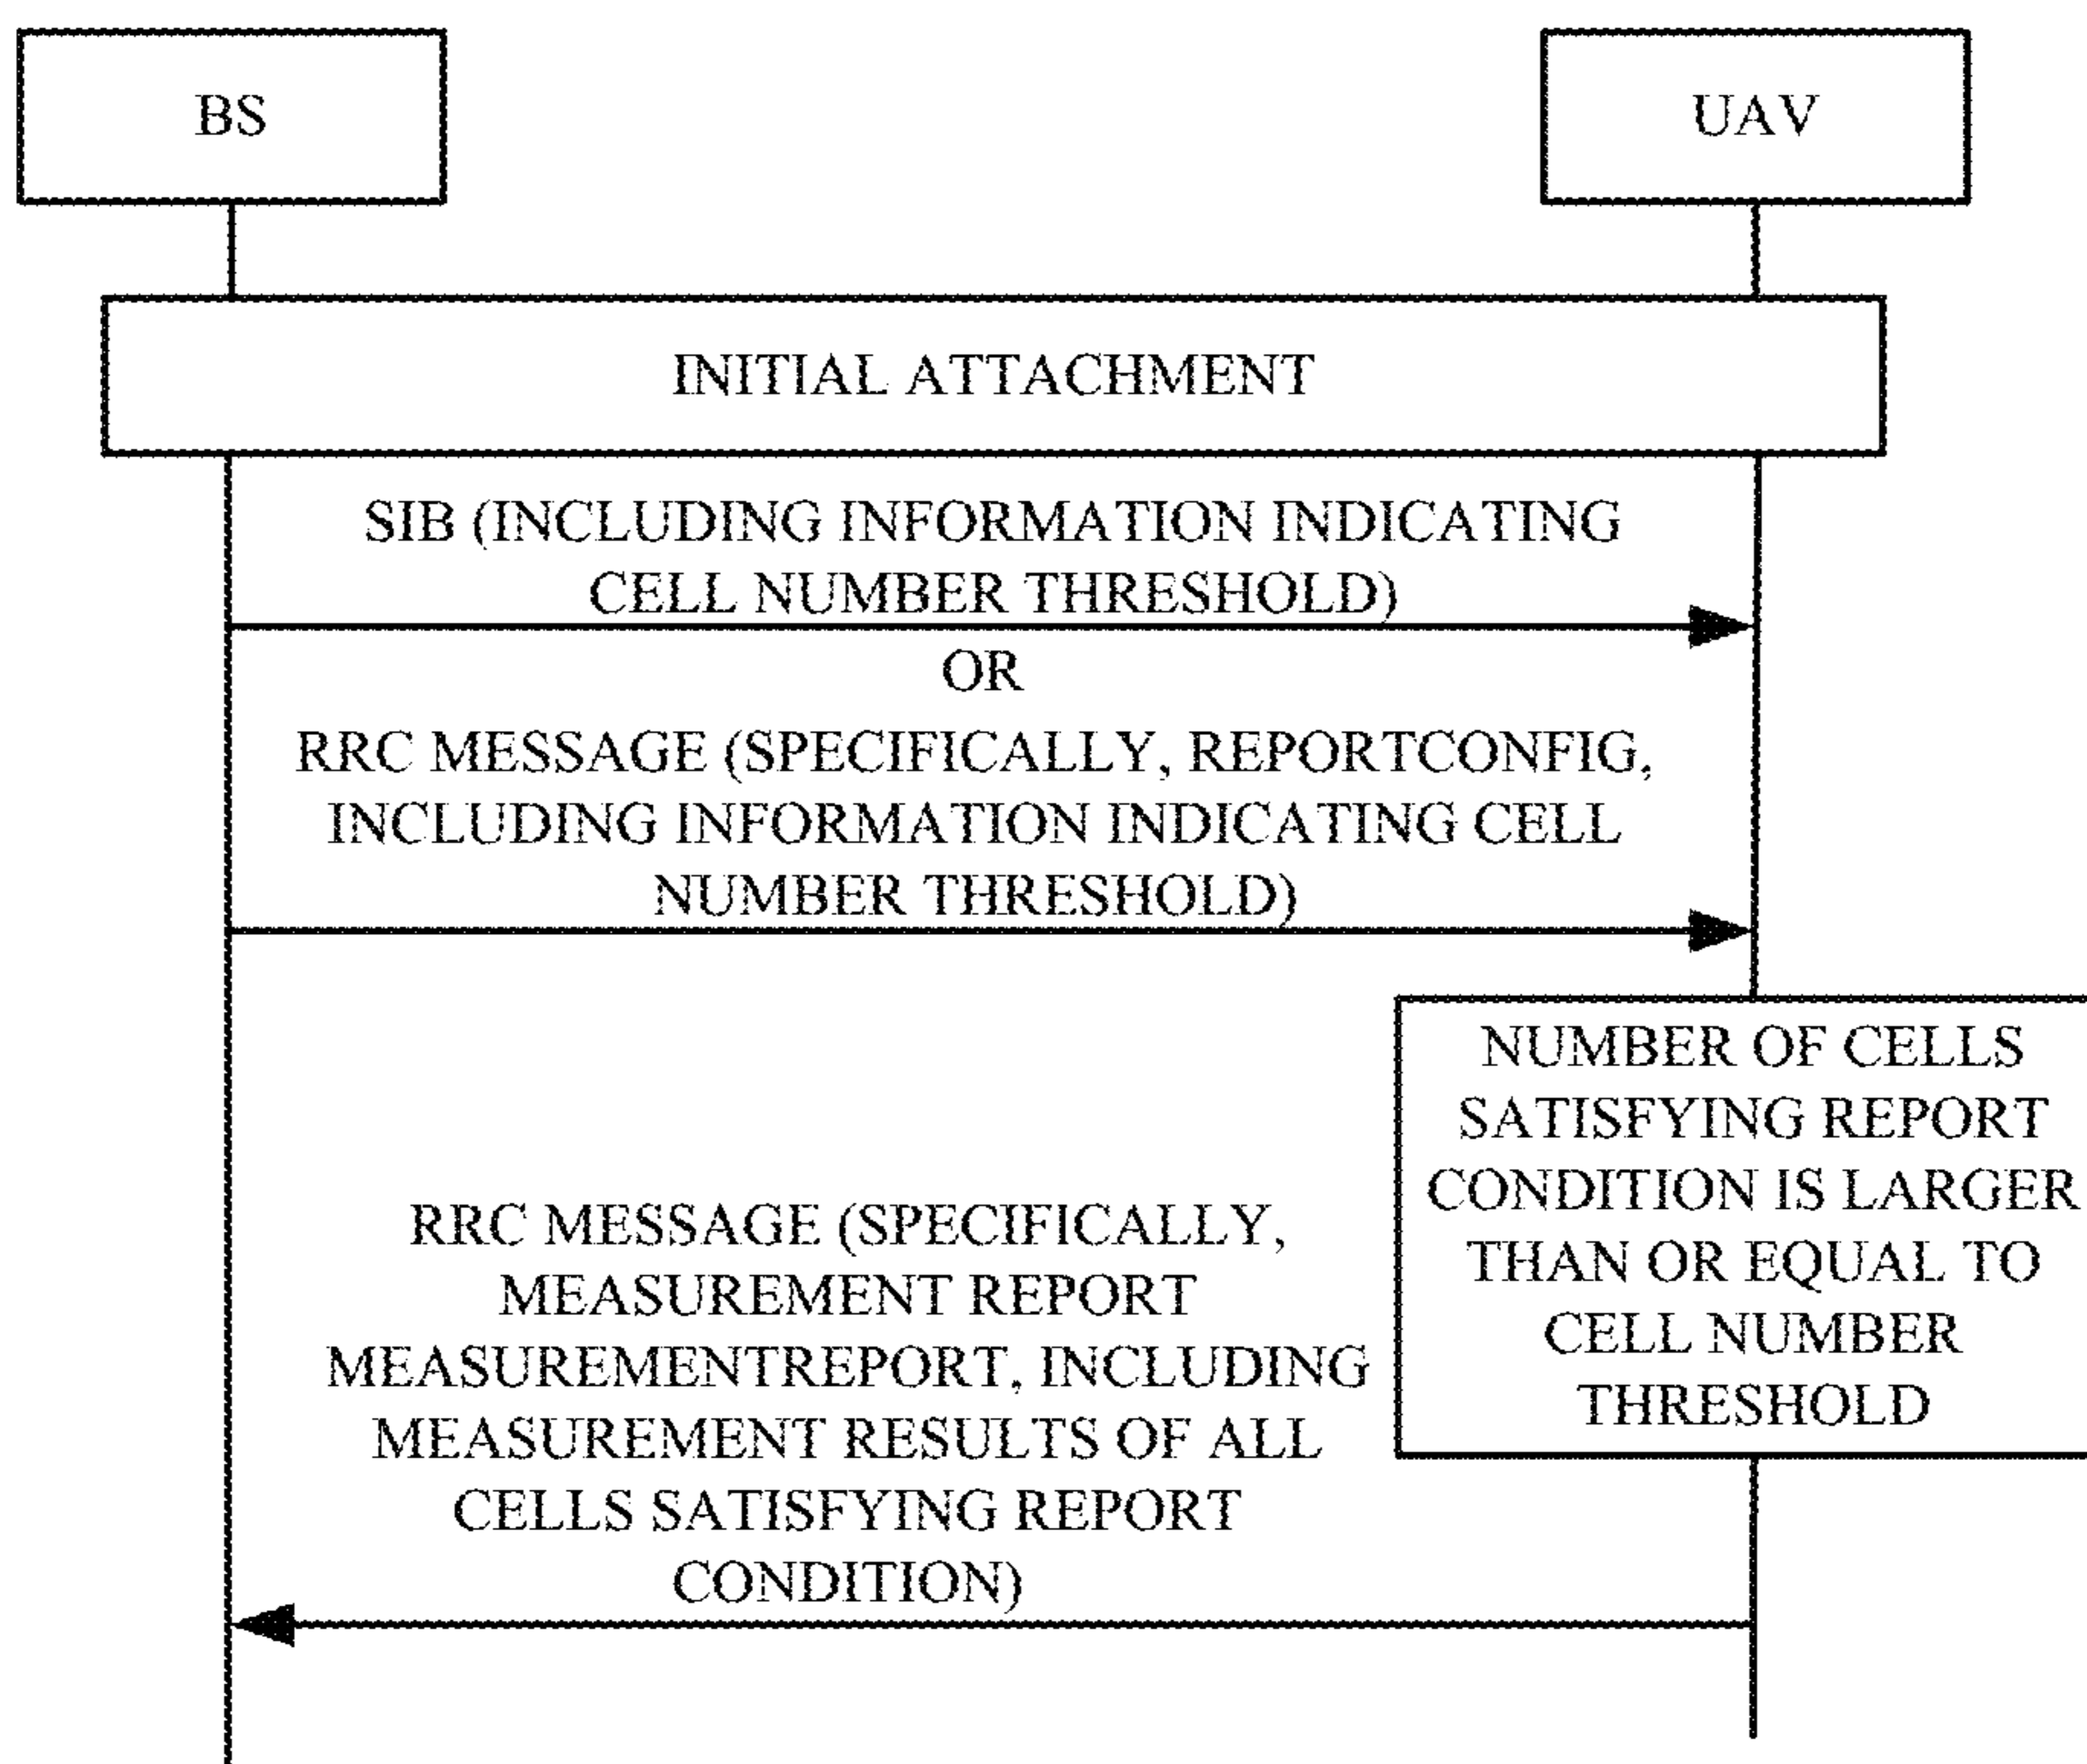 BS
UAV
INITIAL ATTACHMENT
SIB (INCLUDING INFORMATION INDICATING
CELL NUMBER THRESHOLD)
OR
RRC MESSAGE (SPECIFICALLY, REPORTCONFIG,
INCLUDING INFORMATION INDICATING CELL
NUMBER THRESHOLD)
NUMBER OF CELLS
SATISFYING REPORT
CONDITION IS LARGER
THAN OR EQUAL TO
CELL NUMBER
THRESHOLD
RRC MESSAGE (SPECIFICALLY,
MEASUREMENT REPORT
MEASUREMENTREPORT, INCLUDING
MEASUREMENT RESULTS OF ALL
CELLS SATISFYING REPORT
CONDITION)